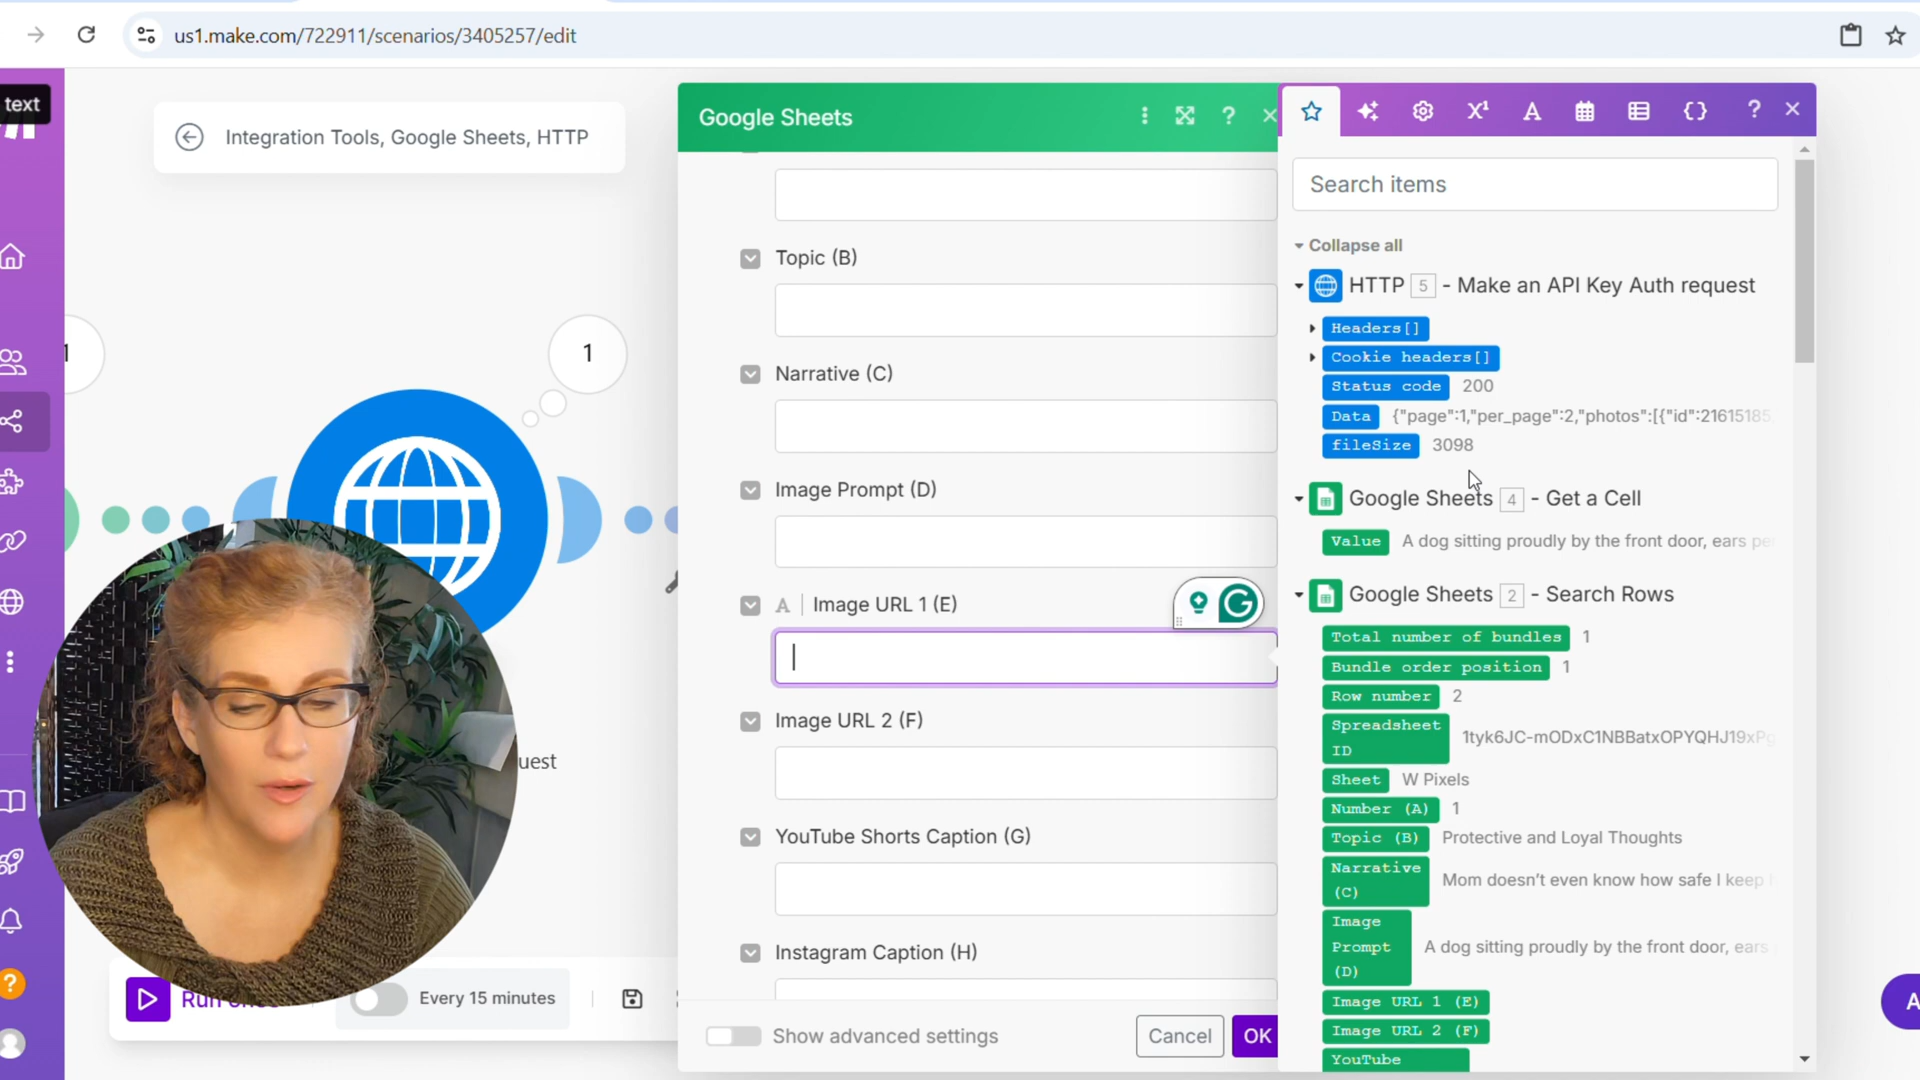 us1.make.com/722911/scenarios/3405257/edit
text
Integration Tools, Google Sheets, HTTP
1
1
uest
Run
Every 15 minutes
Google Sheets
Topic (B)
Narrative (C)
Image Prompt (D)
A | Image URL 1 (E)
Image URL 2 (F)
YouTube Shorts Caption (G)
Instagram Caption (H)
Show advanced settings
Cancel
OK
Search items
Collapse all
HTTP 5 - Make an API Key Auth request
Headers[]
Cookie headers[]
Status code 200
Data {"page":1,"per_page":2,"photos":[{"id":21615185,
fileSize 3098
Google Sheets 4 - Get a Cell
Value A dog sitting proudly by the front door, ears pe
Google Sheets 2 - Search Rows
Total number of bundles 1
Bundle order position 1
Row number 2
Spreadsheet
ID 1tyk6JC-mODxC1NBBatxOPYQHJ19xPg
Sheet W Pixels
Number (A) 1
Topic (B) Protective and Loyal Thoughts
Narrative
(C) Mom doesn't even know how safe I keep
Image
Prompt A dog sitting proudly by the front door, ears
(D)
Image URL 1 (E)
Image URL 2 (F)
YouTube
A